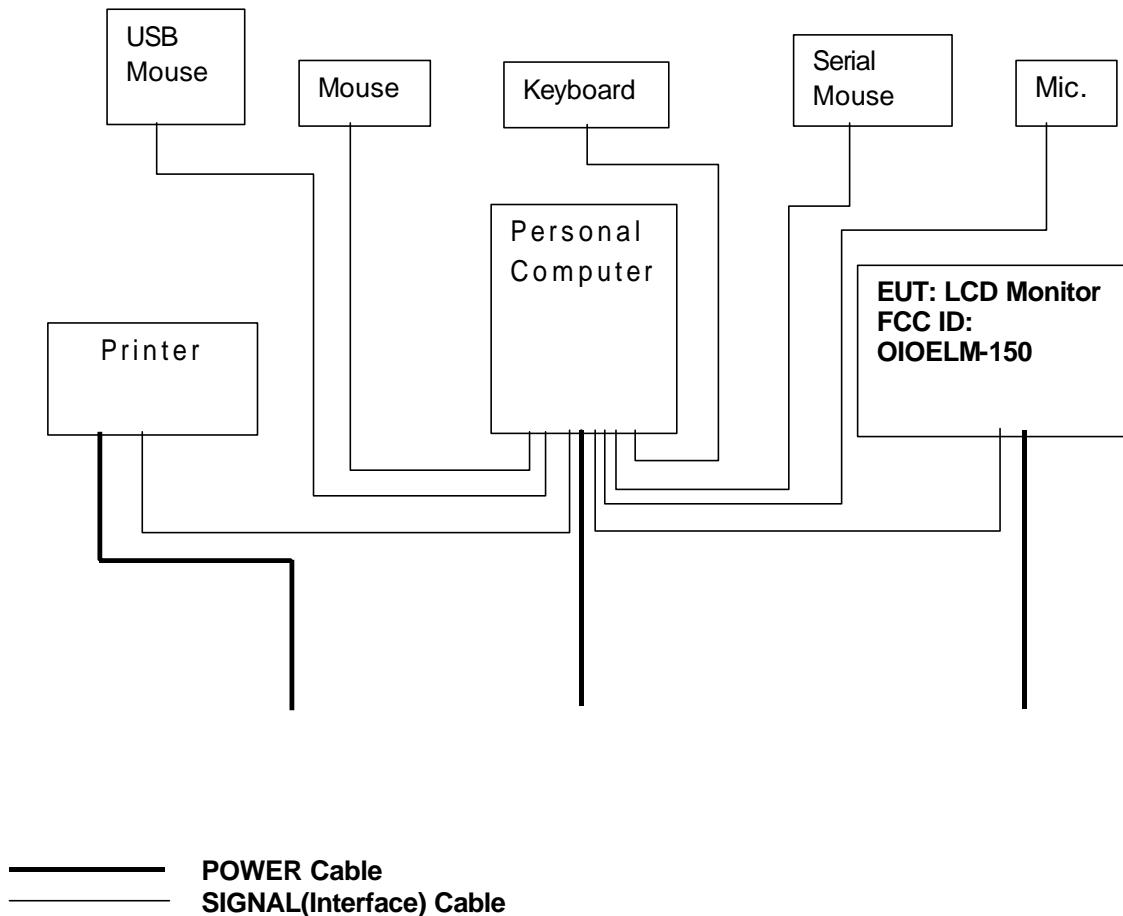 USB
Mouse
Mouse
Keyboard
Serial
Mouse
Mic.
Personal
Computer
EUT: LCD Monitor
FCC ID:
OIOELM-150
Printer
POWER Cable
SIGNAL(Interface) Cable